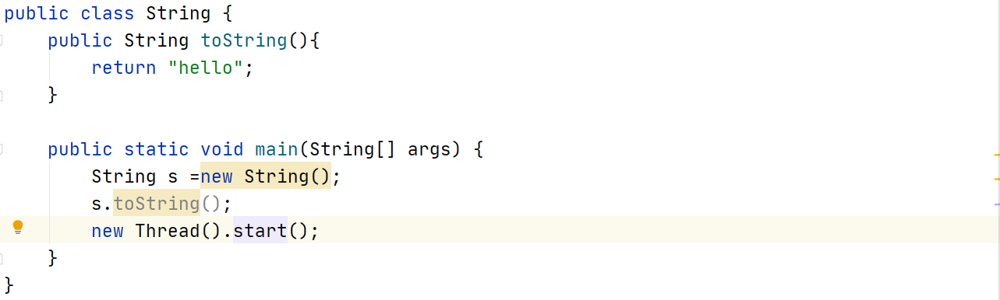 public class String {
    public String toString(){
        return "hello";
    }

    public static void main(String[] args) {
        String s =new String();
        s.toString();
        new Thread().start();
    }
}